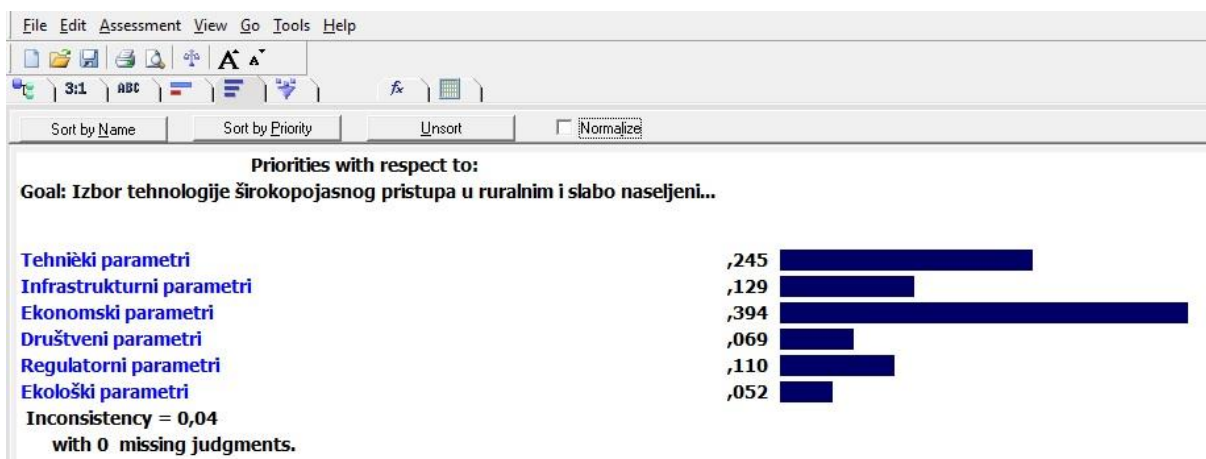 File Edit Assessment View Go Tools Help
A A
3:1 ABC fx
Sort by Name Sort by Priority Unsort Normalize
Priorities with respect to:
Goal: Izbor tehnologije širokopojasnog pristupa u ruralnim i slabo naseljeni...
Tehnièki parametri ,245
Infrastrukturni parametri ,129
Ekonomski parametri ,394
Društveni parametri ,069
Regulatorni parametri ,110
Ekološki parametri ,052
Inconsistency = 0,04
with 0 missing judgments.